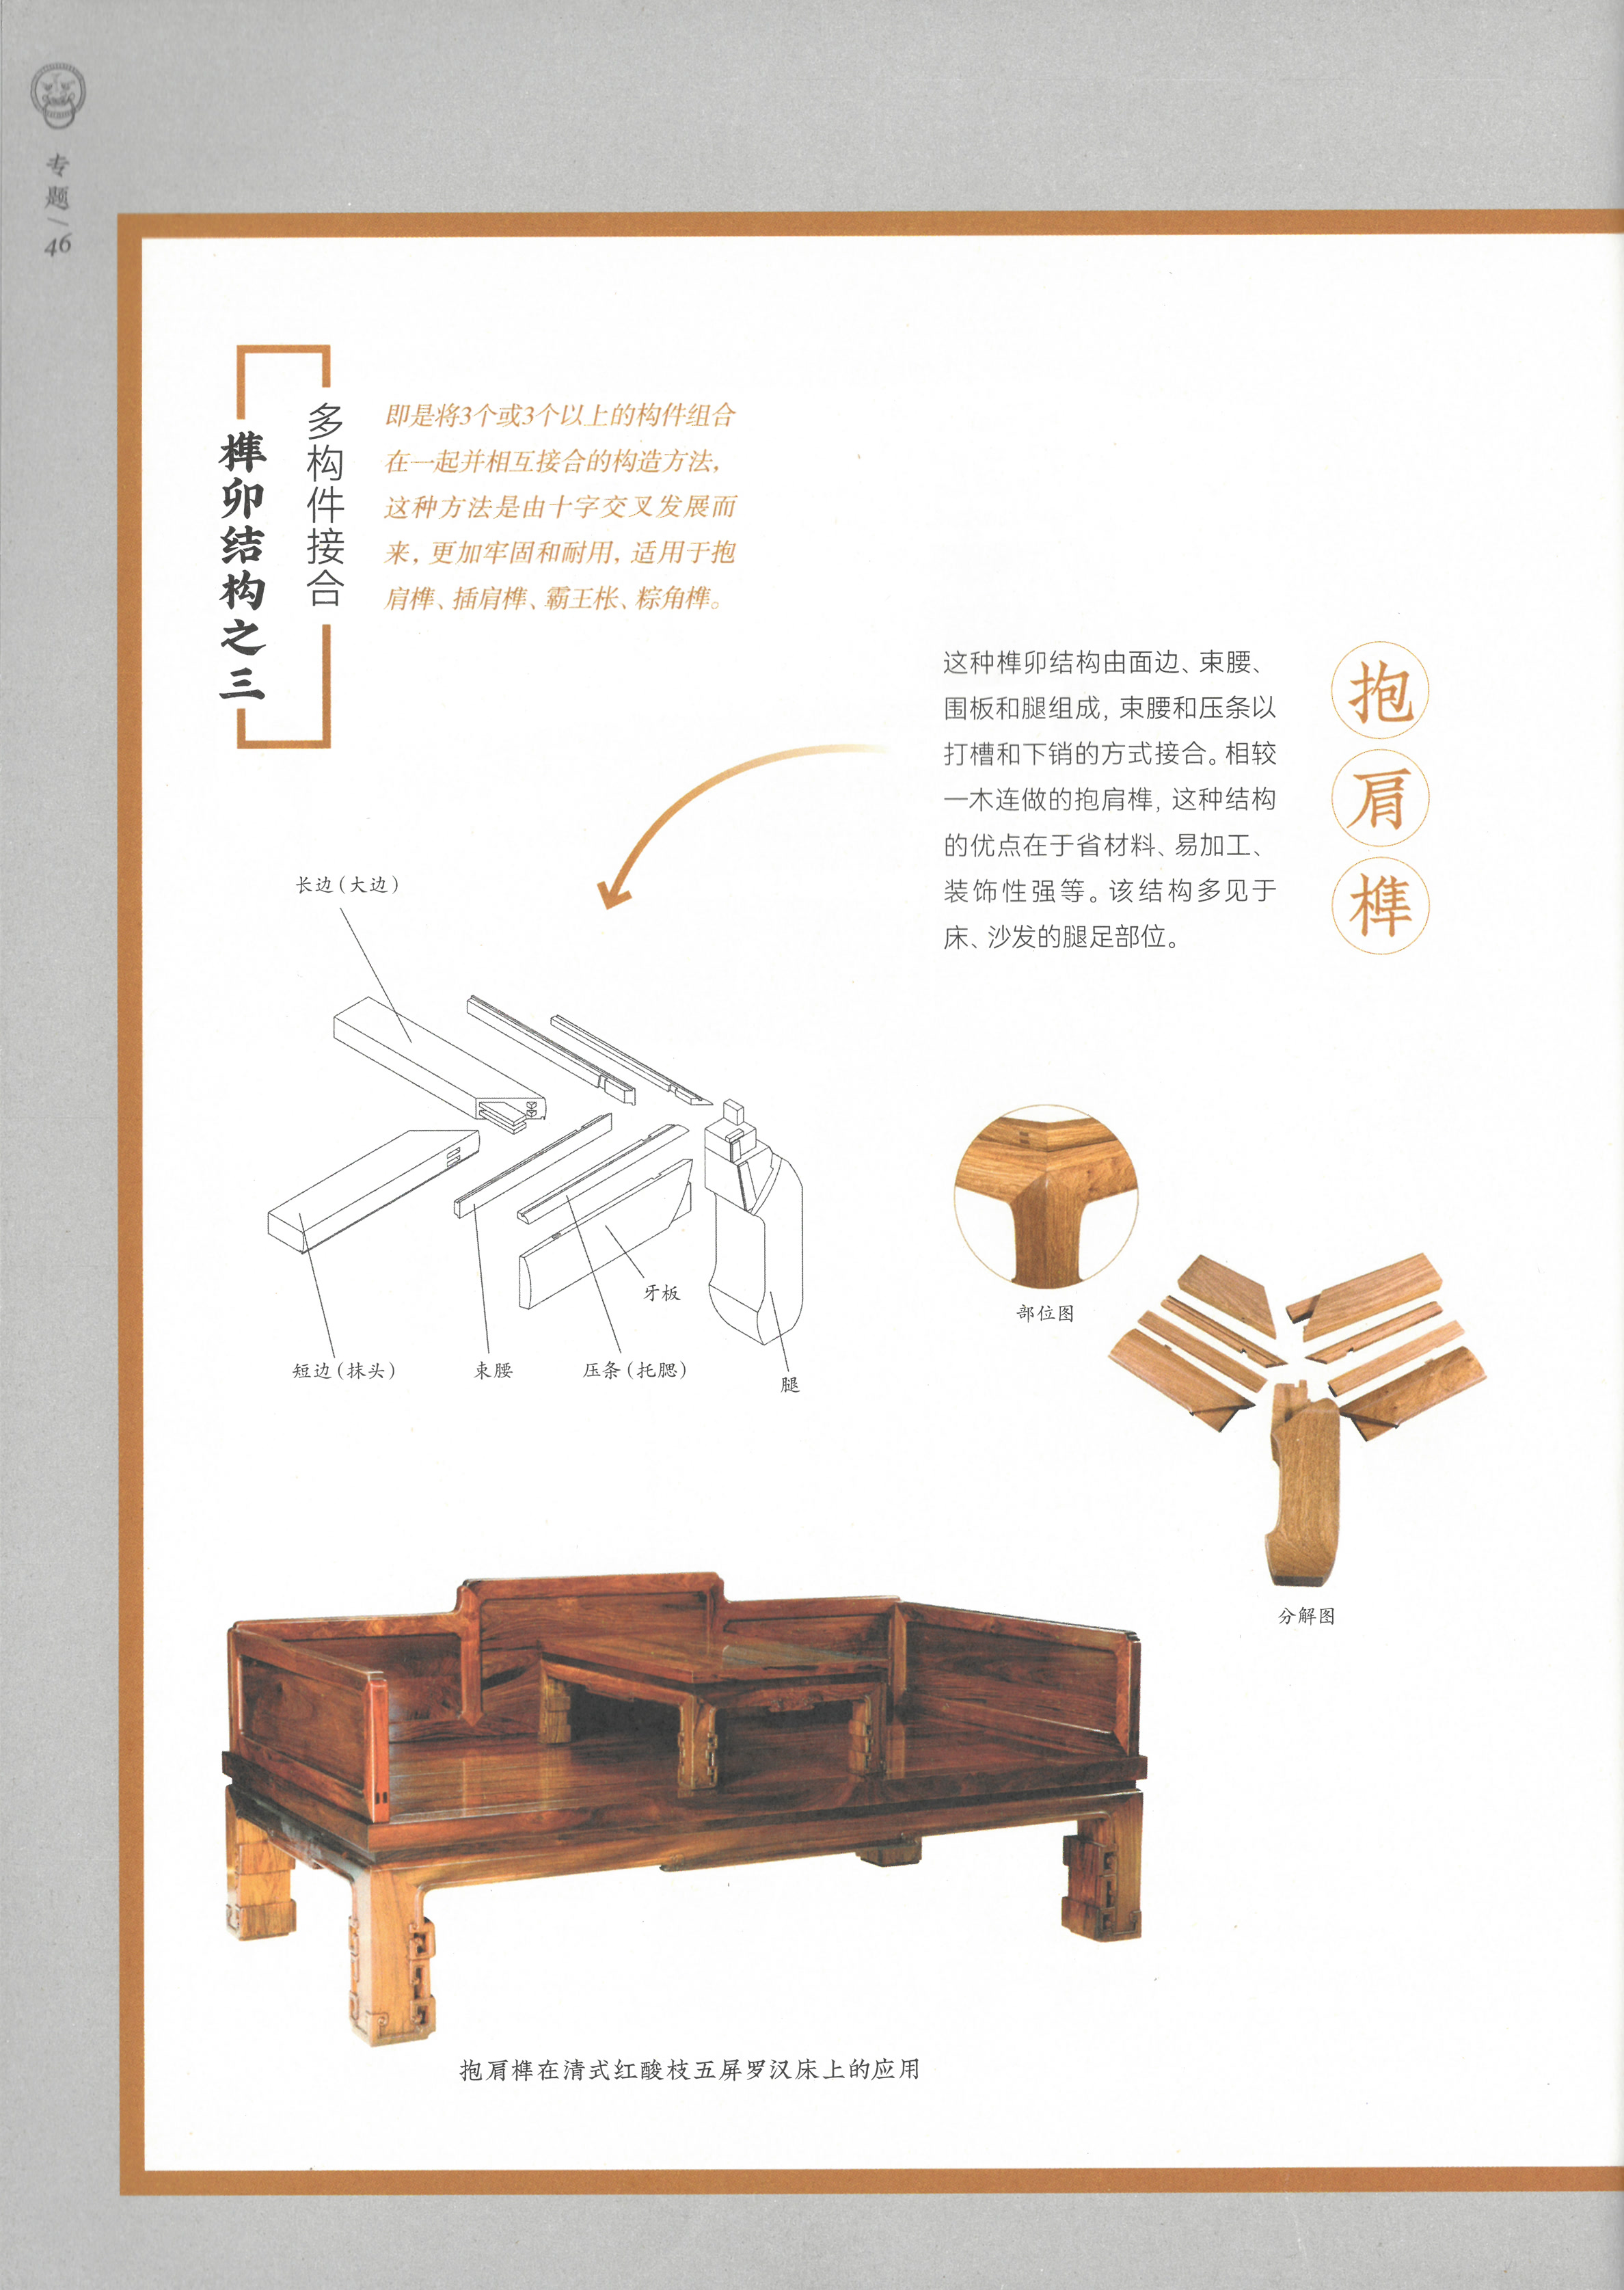 专题/46
榫卯结构之三
多构件接合
即是将3个或3个以上的构件组合
在一起并相互接合的构造方法，
这种方法是由十字交叉发展而
来，更加牢固和耐用，适用于抱
肩榫、插肩榫、霸王枨、粽角榫。
抱肩榫
这种榫卯结构由面边、束腰、
围板和腿组成，束腰和压条以
打槽和下销的方式接合。相较
一木连做的抱肩榫，这种结构
的优点在于省材料、易加工、
装饰性强等。该结构多见于
床、沙发的腿足部位。
长边（大边）
牙板
短边（抹头）
束腰
压条（托腮）
腿
部位图
分解图
抱肩榫在清式红酸枝五屏罗汉床上的应用